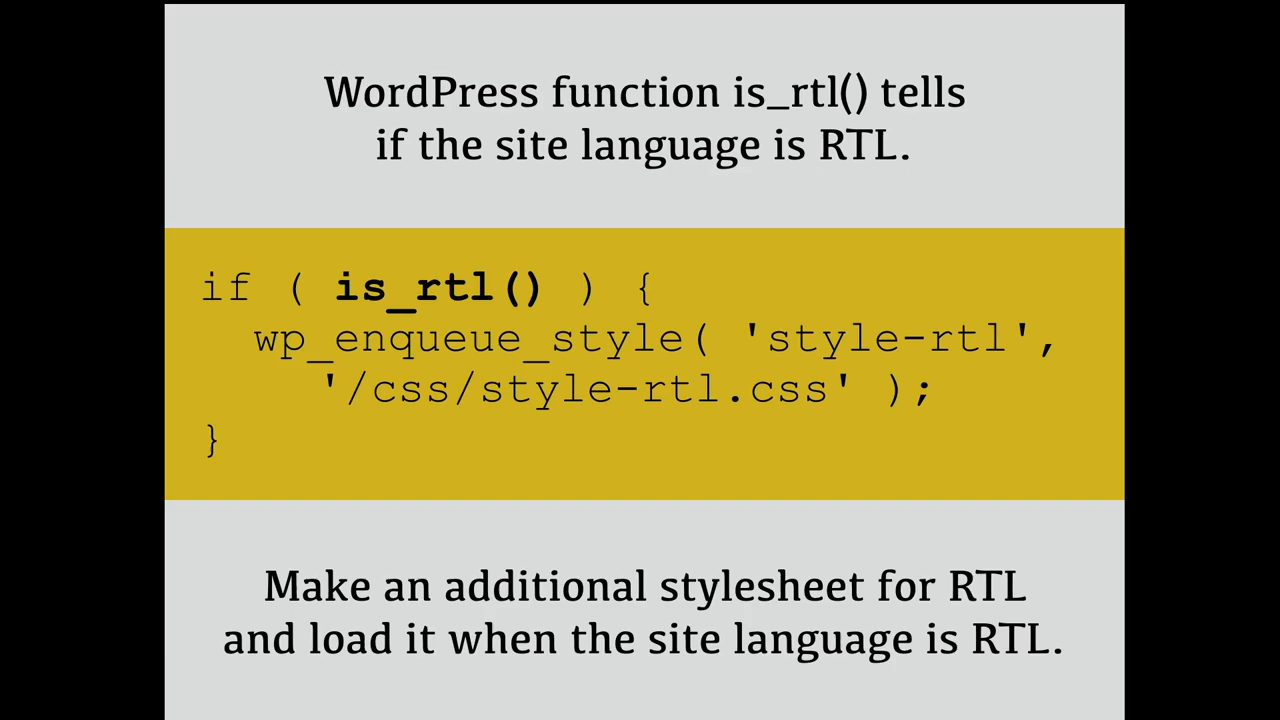 WordPress function is_rtl() tells
if the site language is RTL.
if ( is_rtl() ) {
wp_enqueue_style( 'style-rtl',
'/css/style-rtl.css' );
}
Make an additional stylesheet for RTL
and load it when the site language is RTL.